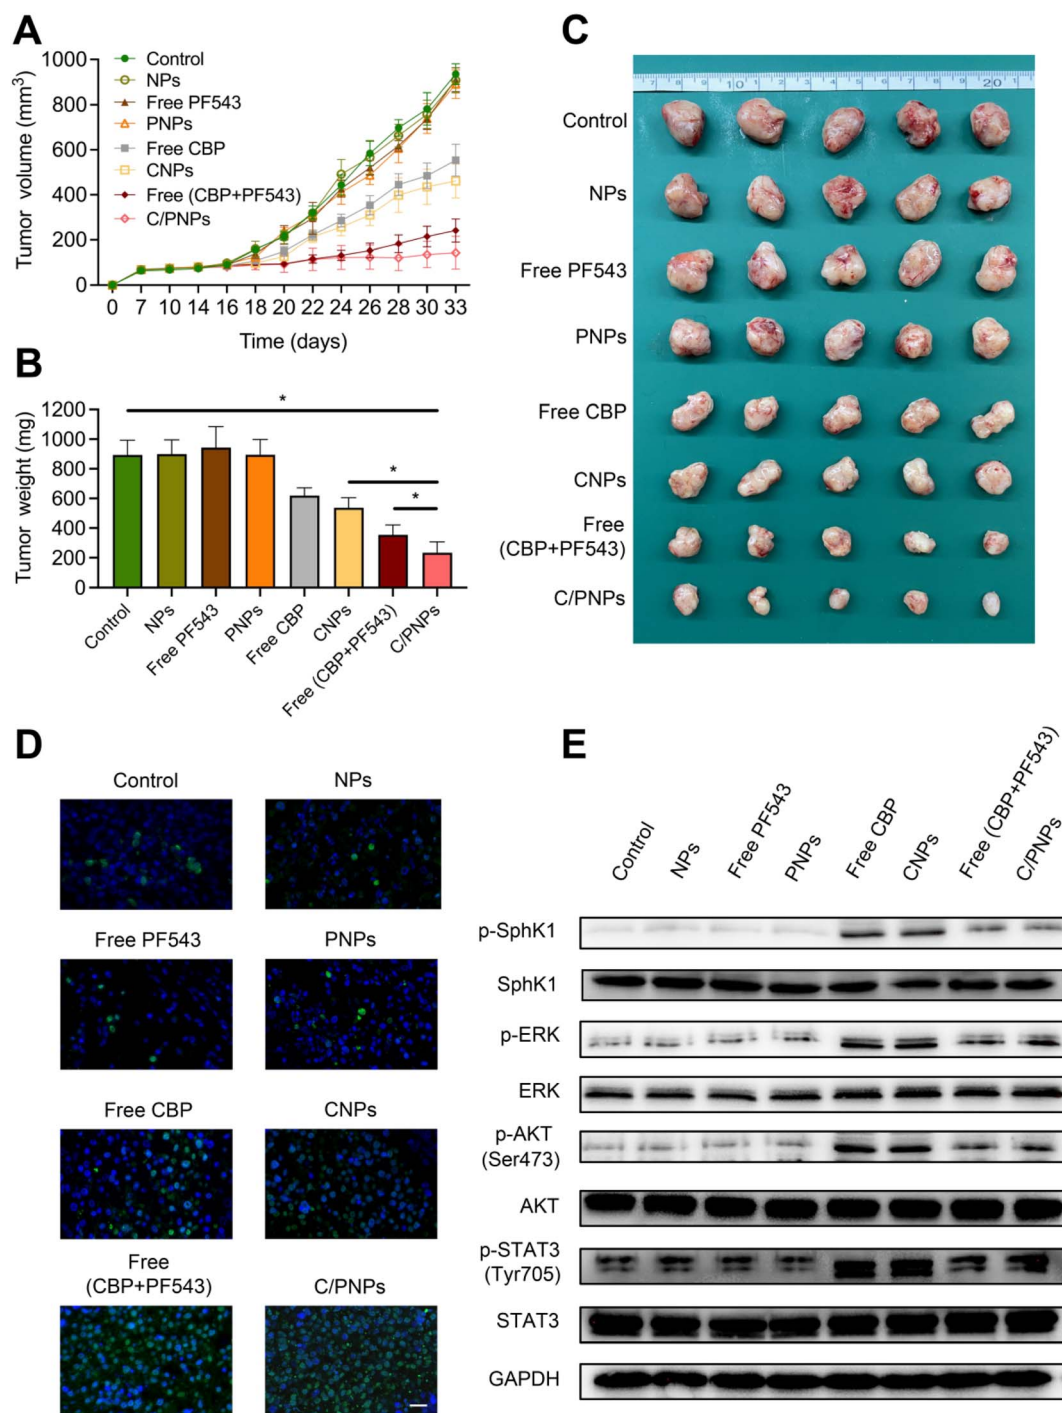 A
Tumor volume (mm³)
1000
800
600
400
200
0
Control
NPs
Free PF543
PNPs
Free CBP
CNPs
Free (CBP+PF543)
C/PNPs
0 7 10 14 16 18 20 22 24 26 28 30 33
Time (days)
B
Tumor weight (mg)
1200
1000
800
600
400
200
0
*
*
*
Control
NPs
Free PF543
PNPs
Free CBP
CNPs
Free (CBP+PF543)
C/PNPs
C
10
20
Control
NPs
Free PF543
PNPs
Free CBP
CNPs
Free
(CBP+PF543)
C/PNPs
D
Control
NPs
Free PF543
PNPs
Free CBP
CNPs
Free
(CBP+PF543)
C/PNPs
E
Control
NPs
Free PF543
PNPs
Free CBP
CNPs
Free (CBP+PF543)
C/PNPs
p-SphK1
SphK1
p-ERK
ERK
p-AKT
(Ser473)
AKT
p-STAT3
(Tyr705)
STAT3
GAPDH